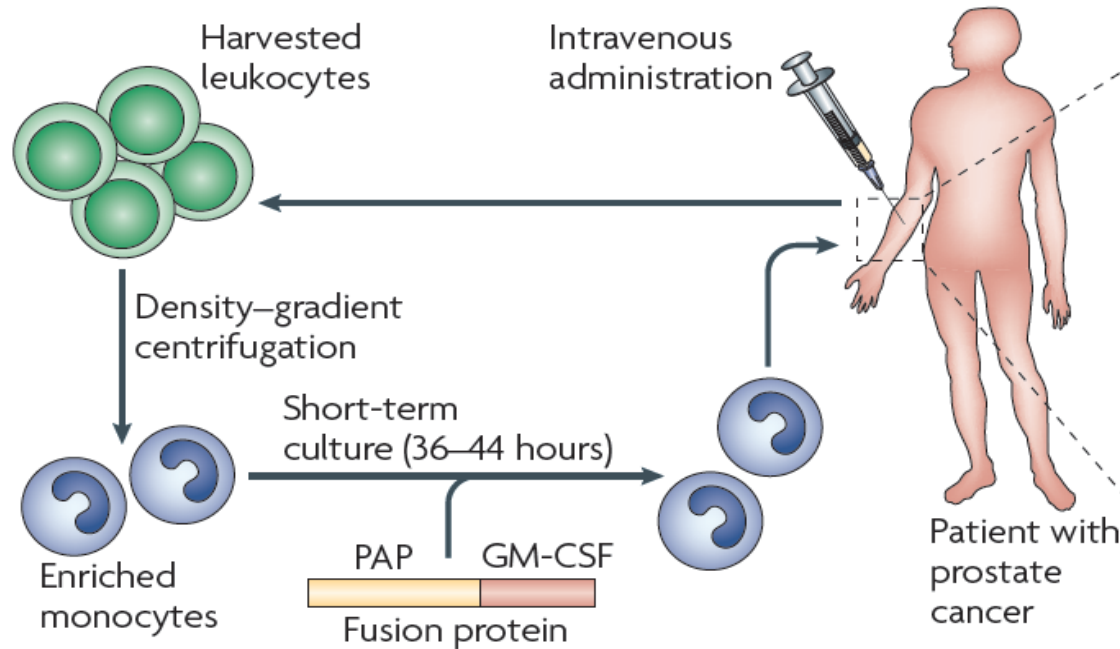 Harvested
leukocytes
Intravenous
administration
Density–gradient
centrifugation
Short-term
culture (36–44 hours)
PAP
GM-CSF
Fusion protein
Enriched
monocytes
Patient with
prostate
cancer